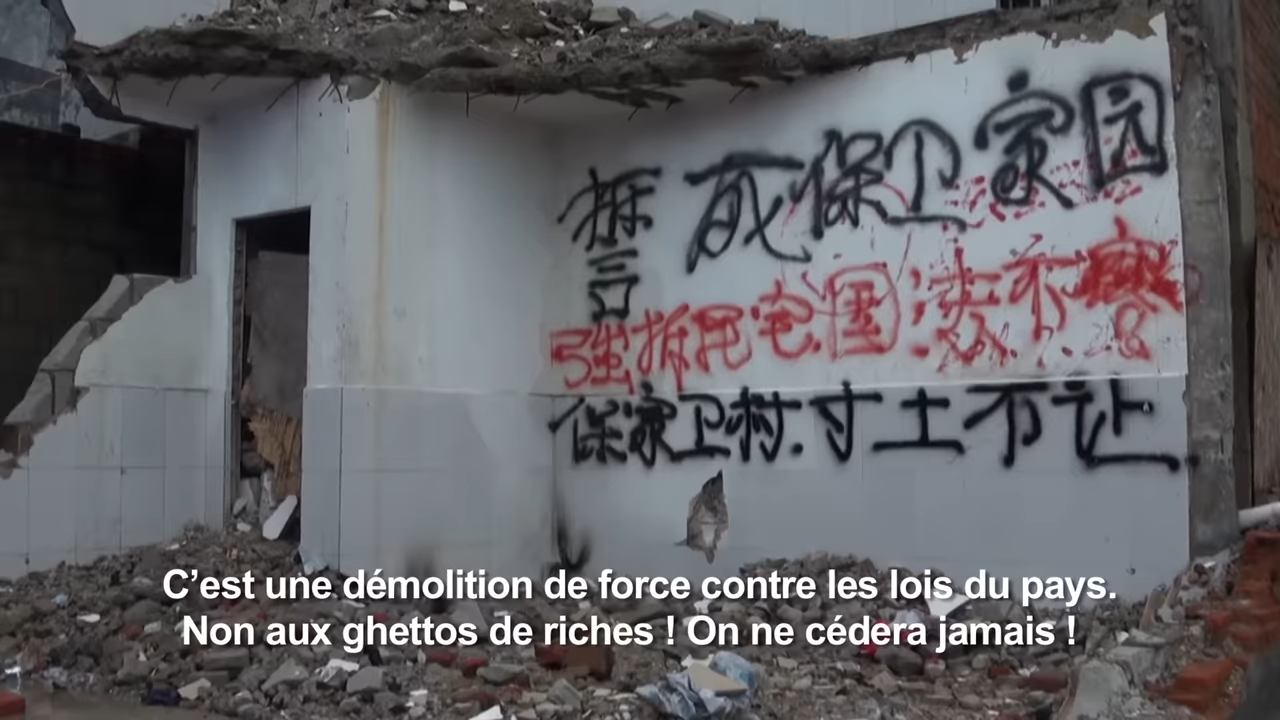 誓死保卫家园
强拆民宅国法不容
保家卫村.寸土不让
C’est une démolition de force contre les lois du pays.
Non aux ghettos de riches ! On ne cédera jamais !